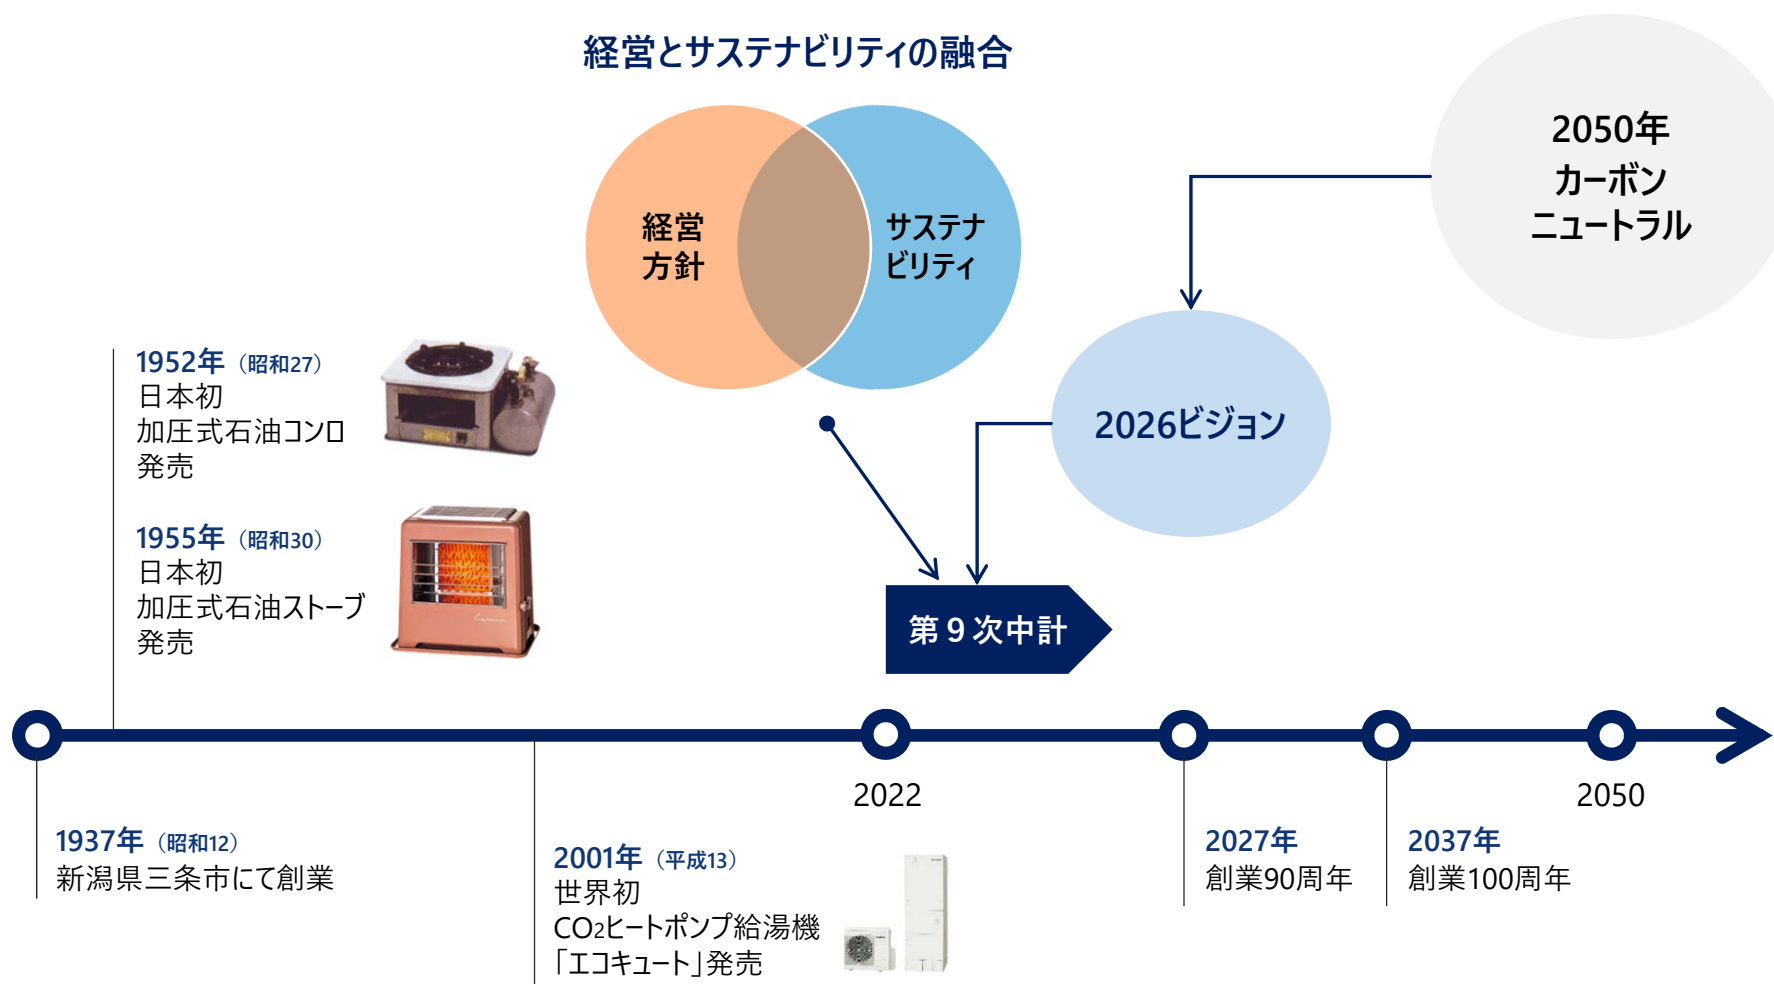 経営とサステナビリティの融合
経営
方針
サステナ
ビリティ
2050年
カーボン
ニュートラル
2026ビジョン
第９次中計
1952年（昭和27）
日本初
加圧式石油コンロ
発売
1955年（昭和30）
日本初
加圧式石油ストーブ
発売
2022
2050
1937年（昭和12）
新潟県三条市にて創業
2001年（平成13）
世界初
CO2ヒートポンプ給湯機
「エコキュート」発売
2027年
創業90周年
2037年
創業100周年